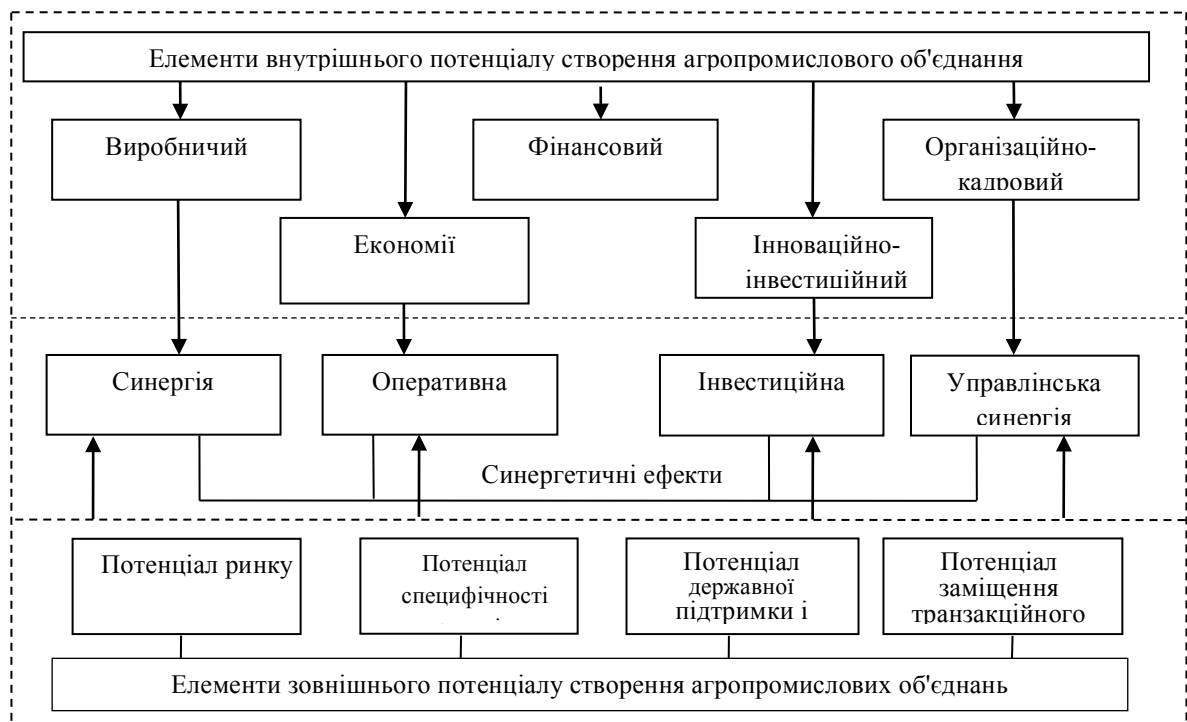 Елементи внутрішнього потенціалу створення агропромислового об'єднання
Виробничий
Фінансовий
Організаційно-
кадровий
Економії
Інноваційно-
інвестиційний
Синергія
Оперативна
Інвестиційна
Управлінська
синергія
Синергетичні ефекти
Потенціал ринку
Потенціал
специфічності
Потенціал
державної
підтримки і
Потенціал
заміщення
транзакційного
Елементи зовнішнього потенціалу створення агропромислових об'єднань